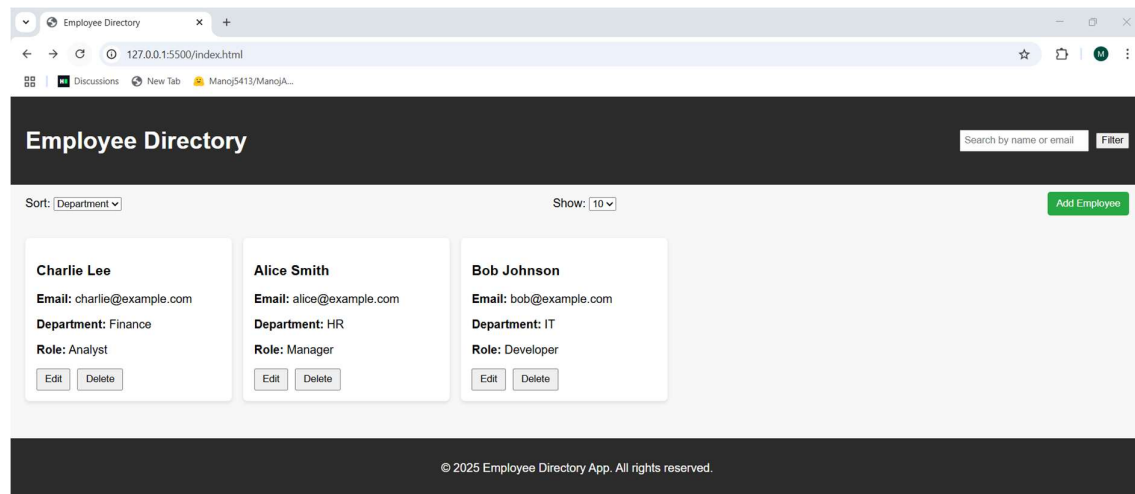 Employee Directory
127.0.0.1:5500/index.html
M
Discussions New Tab Manoj5413/ManojA...
Employee Directory
Search by name or email Filter
Sort: Department Show: 10 Add Employee
Charlie Lee
Email: charlie@example.com
Department: Finance
Role: Analyst
Edit Delete
Alice Smith
Email: alice@example.com
Department: HR
Role: Manager
Edit Delete
Bob Johnson
Email: bob@example.com
Department: IT
Role: Developer
Edit Delete
© 2025 Employee Directory App. All rights reserved.